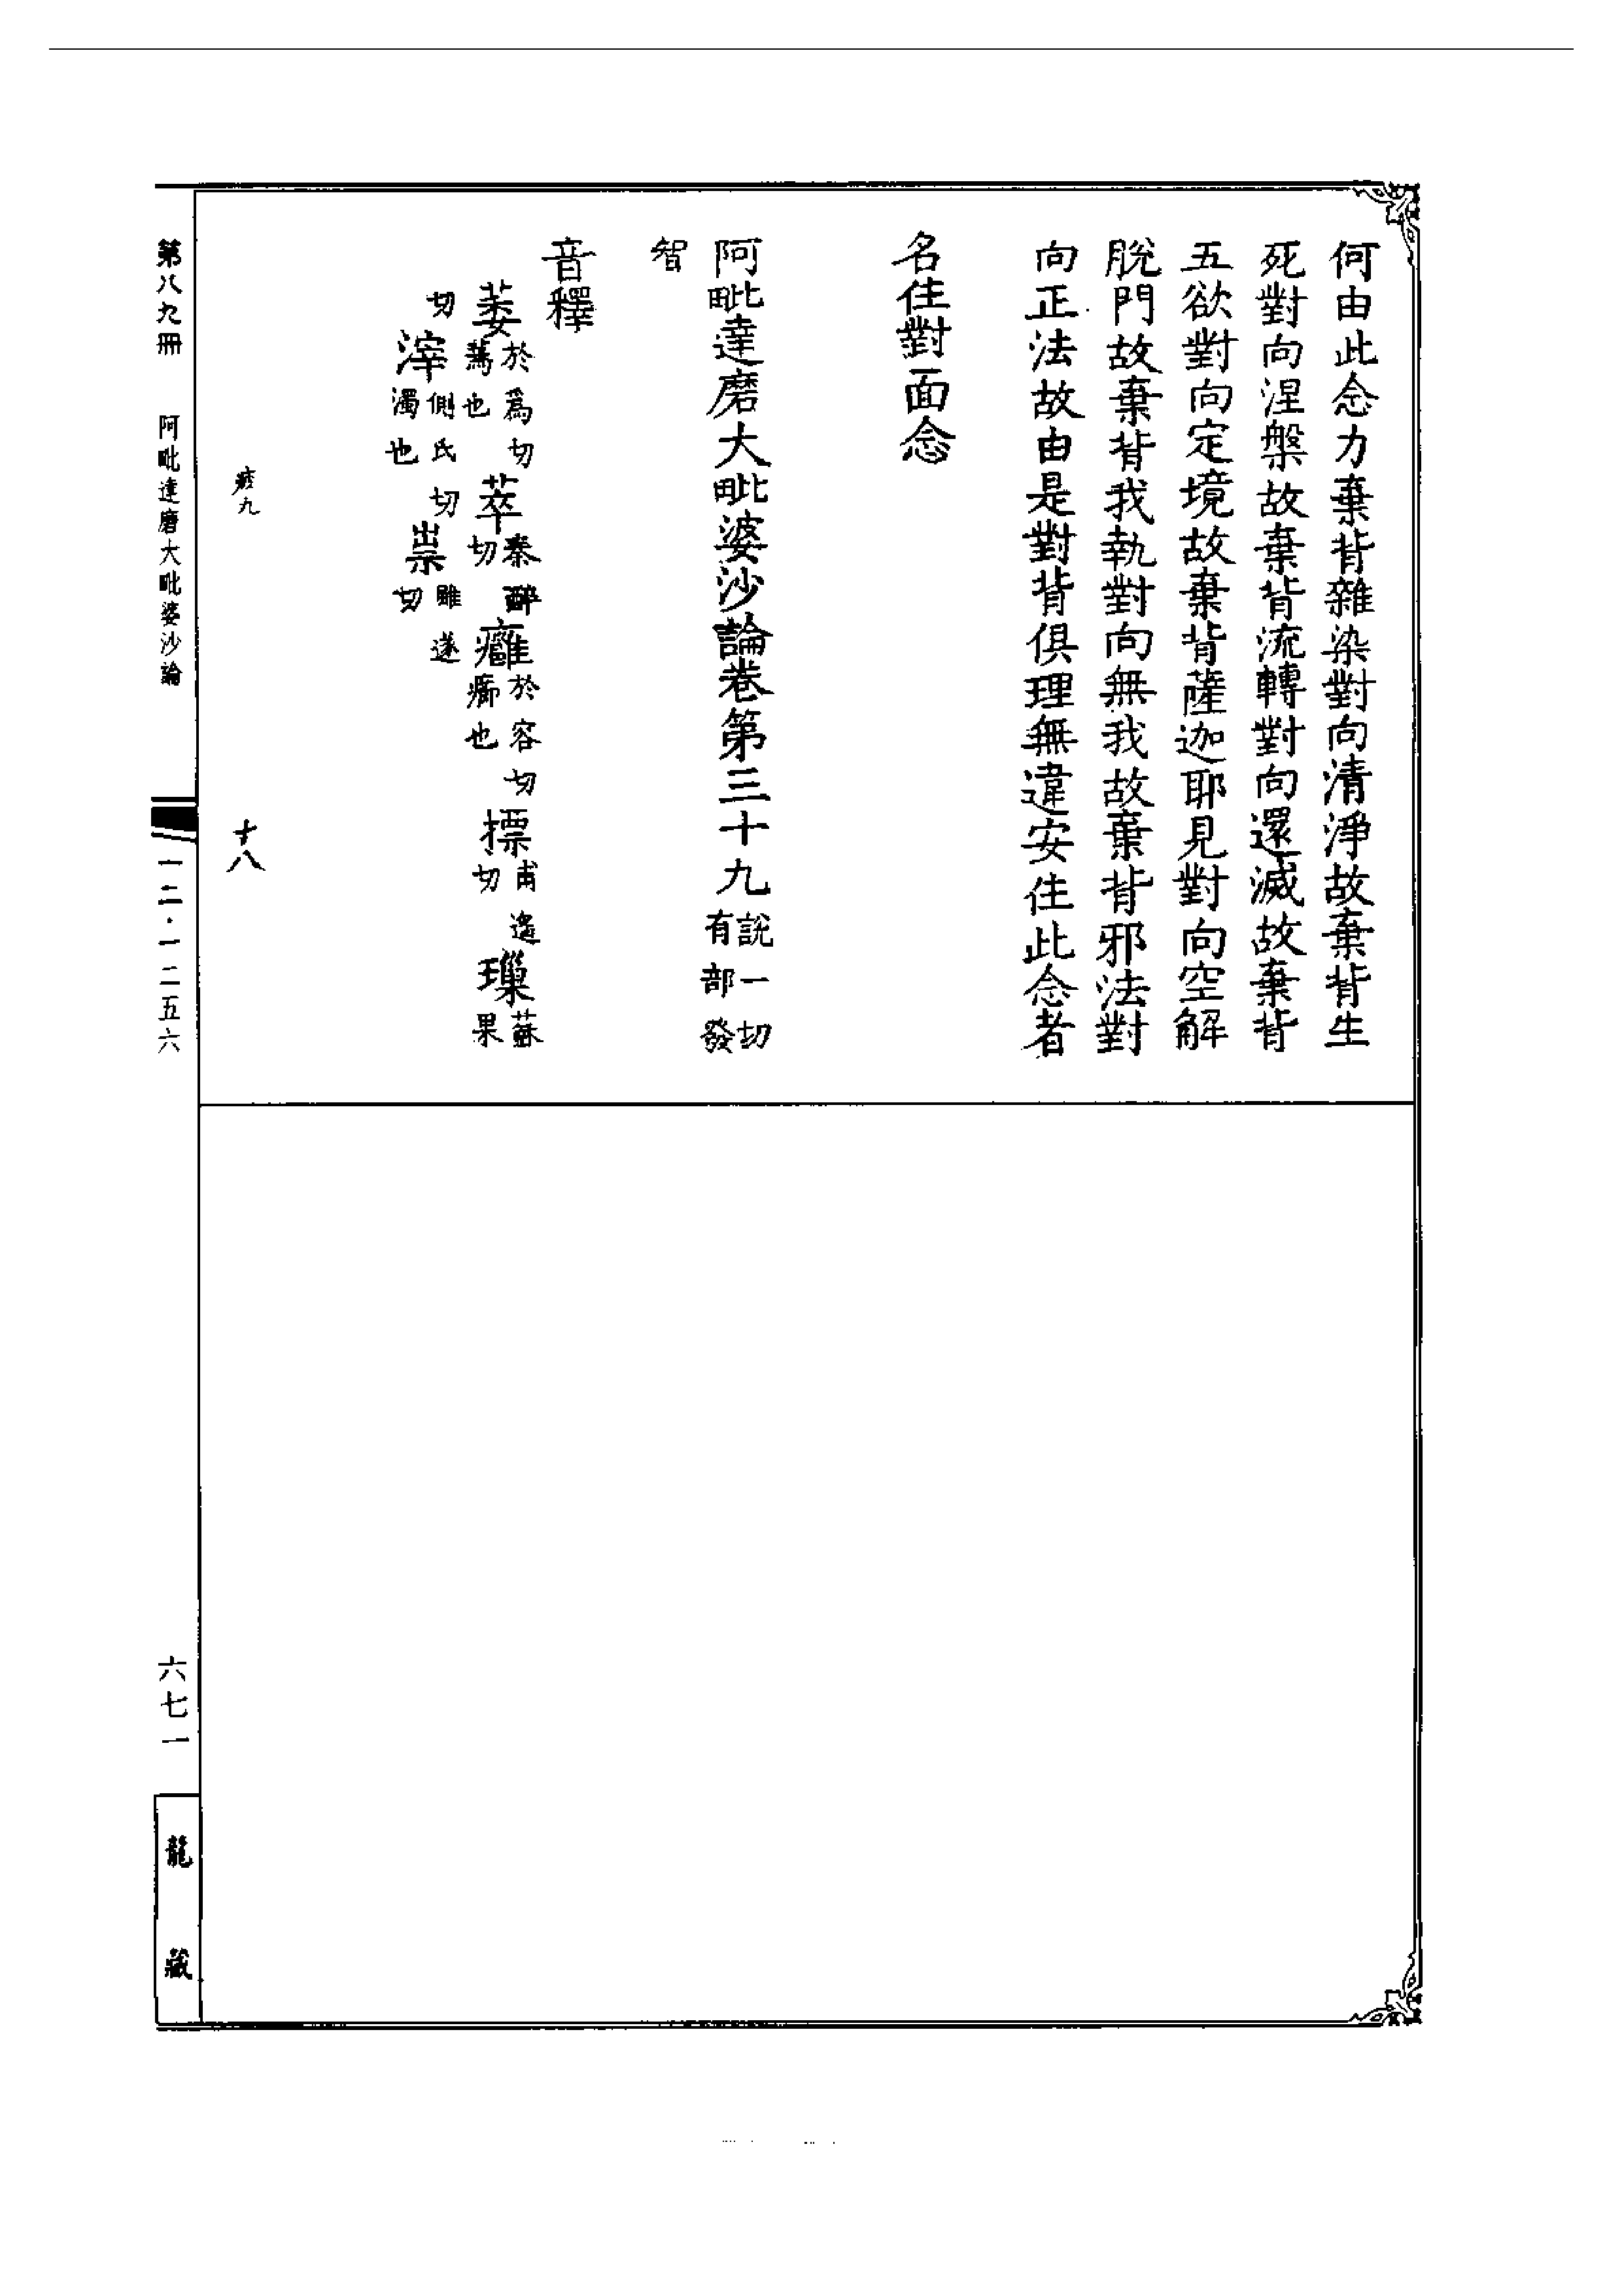 何由此念力棄背雜染對向清淨故棄背生
死對向涅槃故棄背流轉對向還滅故棄背
五欲對向定境故棄背薩迦耶見對向空解
脫門故棄背我執對向無我故棄背邪法對
向正法故由是對背俱理無違安住此念者
名住對面念
阿毗達磨大毗婆沙論卷第三十九說一切有部發
智
音釋
萎於爲切蔫也萃秦醉切癰於容切癤也摽甫遙切璅蘇果
切滓側氏切濁也祟雖遂切
九
十八
第八九冊 阿毗達磨大毗婆沙論
一二·一二五六
六七一
龍藏